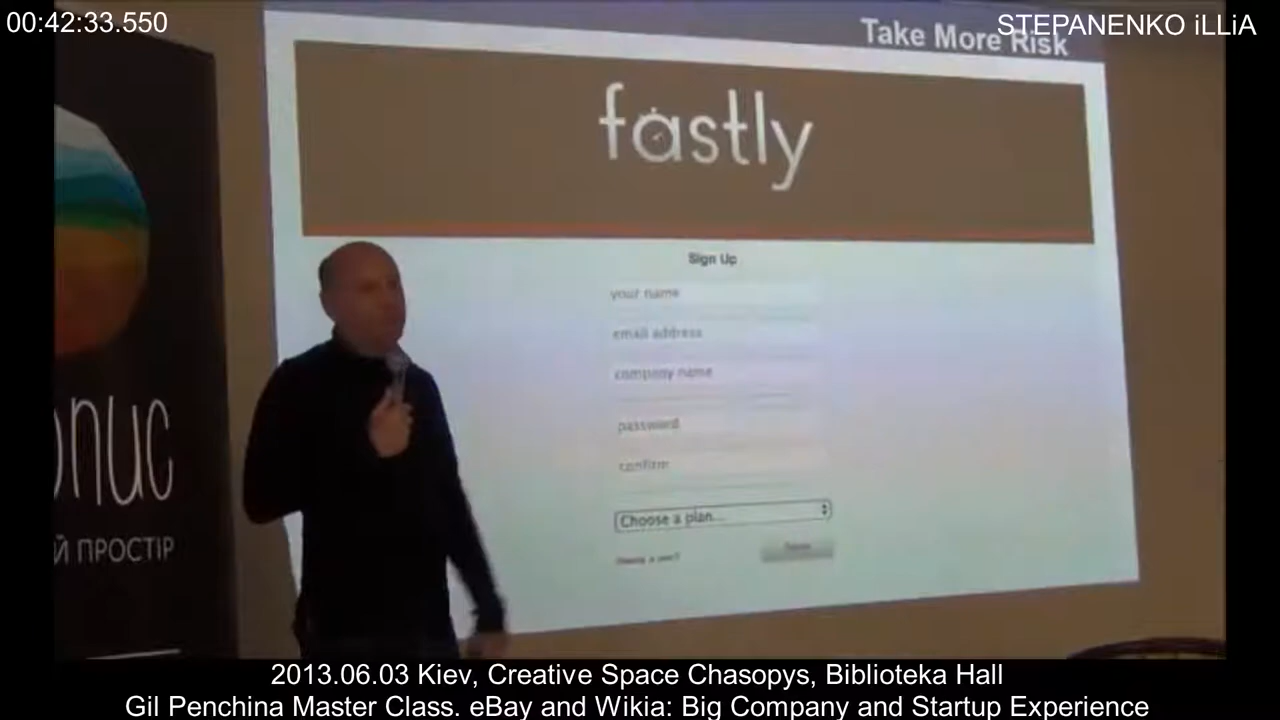 00:42:33.550
STEPANENKO iLLiA
Take More Risk
fastly
Sign Up
your name
email address
company name
password
confirm
Choose a plan...
опис
Й ПРОСТІР
2013.06.03 Kiev, Creative Space Chasopys, Biblioteka Hall
Gil Penchina Master Class. eBay and Wikia: Big Company and Startup Experience